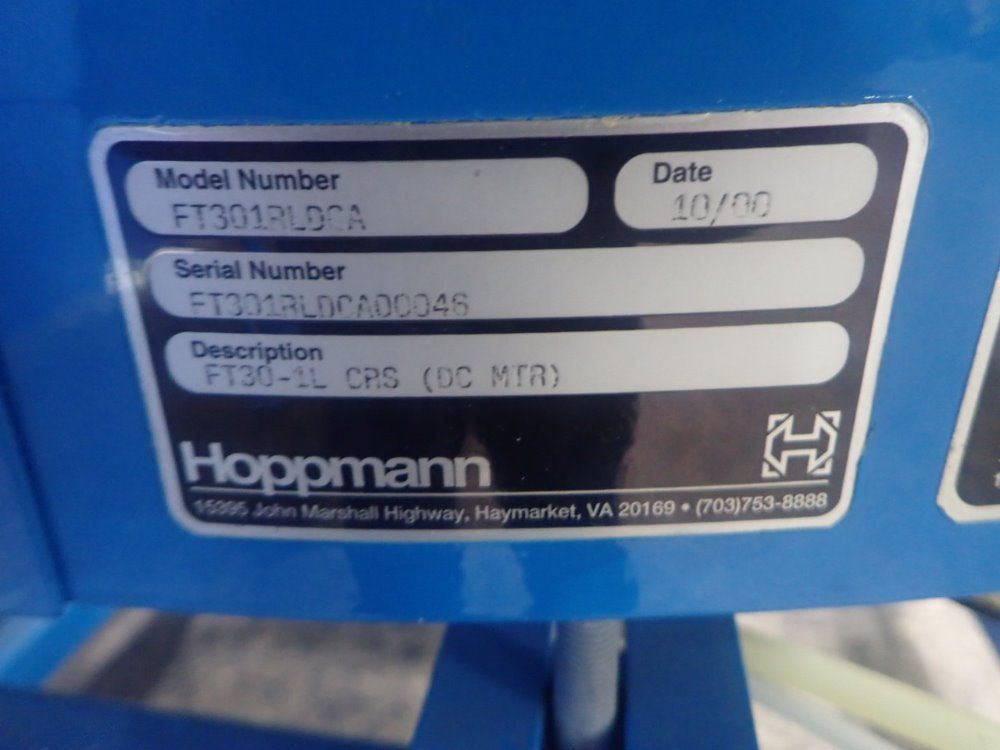 Model Number
FT301RLDCA
Date
10/00
Serial Number
FT301RLDCA00046
Description
FT30-1L CRS (DC MTR)
Hoppmann
15395 John Marshall Highway, Haymarket, VA 20169 • (703)753-8888